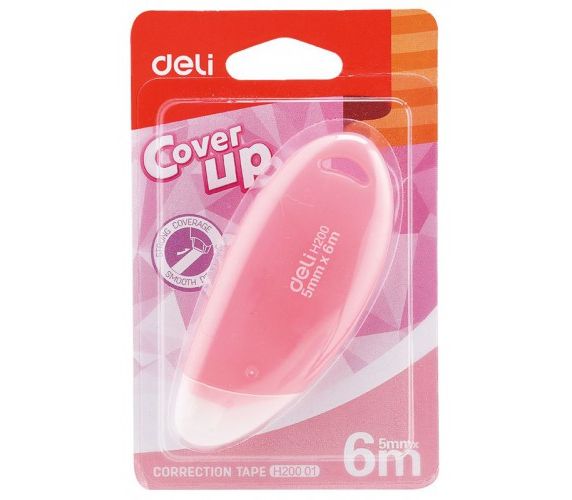 deli
Cover
up
STRONG COVERAGE
SMOOTH
deli H200
5mm x 6m
5mmx
6m
CORRECTION TAPE H200 01